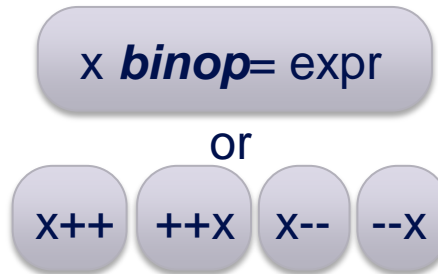 x binop= expr
or
x++ ++x x-- --x